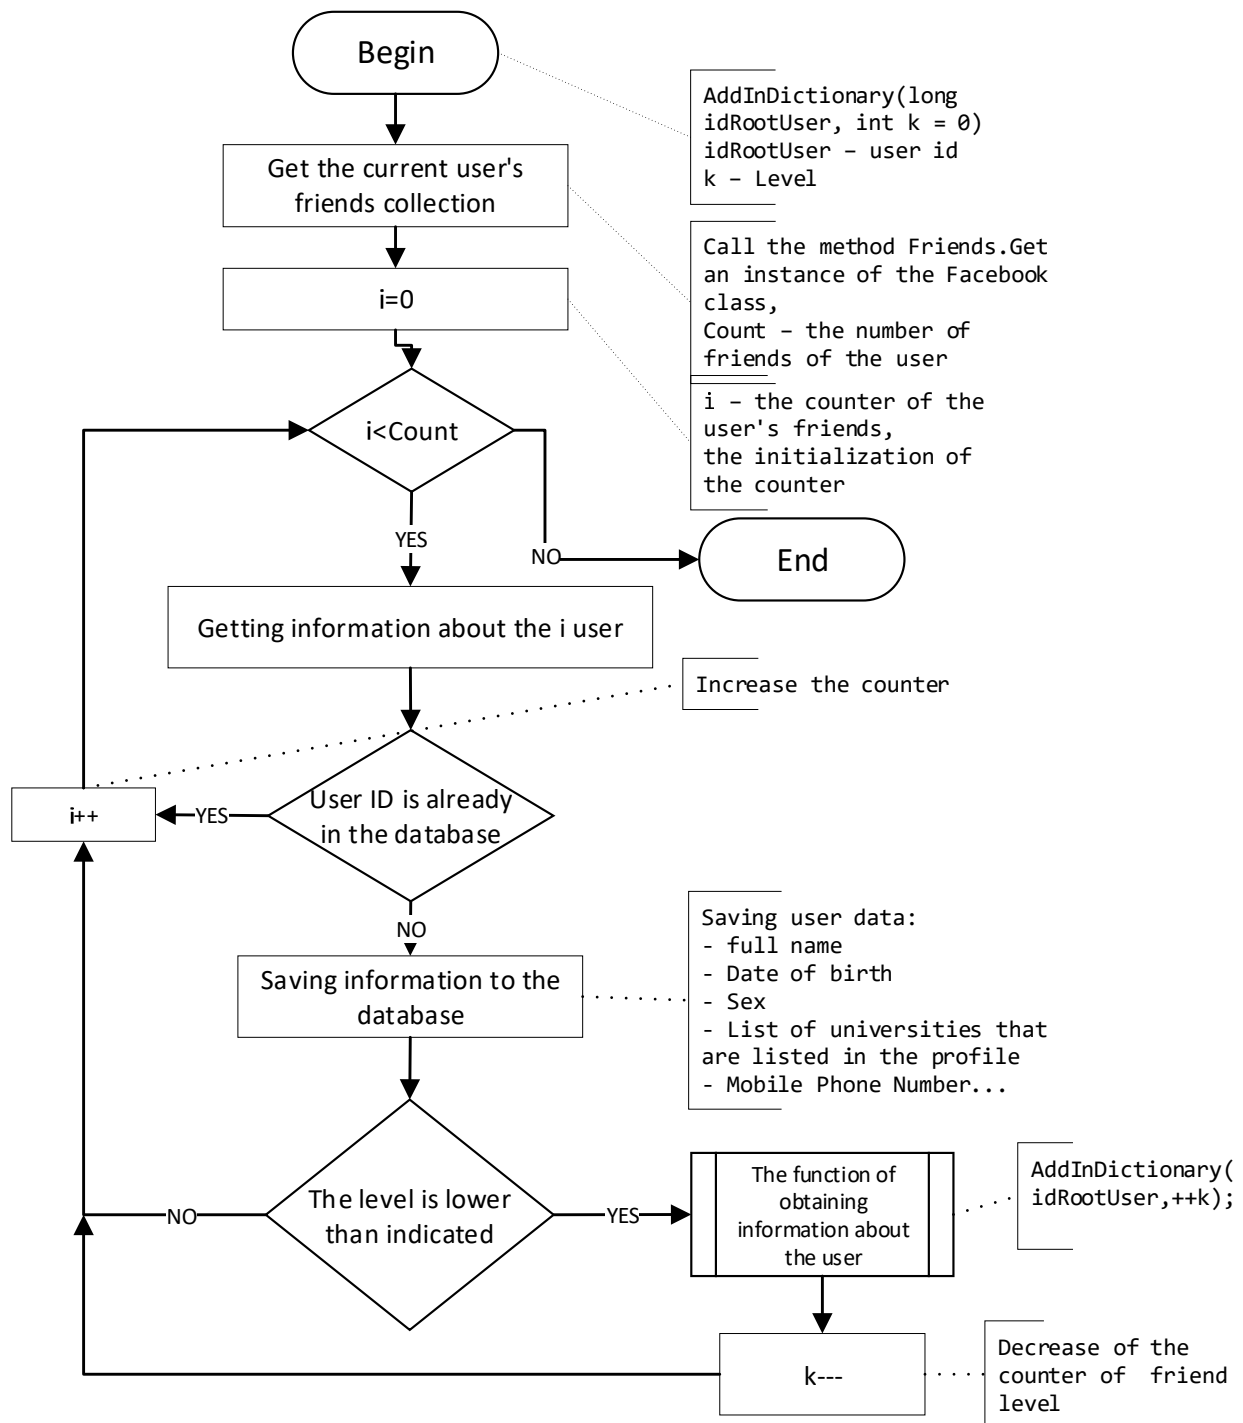 Begin
AddInDictionary(long
idRootUser, int k = 0)
idRootUser – user id
k – Level
Get the current user's
friends collection
Call the method Friends.Get
an instance of the Facebook
class,
Count – the number of
friends of the user
i=0
i – the counter of the
user's friends,
the initialization of
the counter
i<Count
YES
NO
End
Getting information about the i user
Increase the counter
i++
YES
User ID is already
in the database
NO
Saving information to the
database
Saving user data:
- full name
- Date of birth
- Sex
- List of universities that
are listed in the profile
- Mobile Phone Number...
The level is lower
than indicated
NO
YES
The function of
obtaining
information about
the user
AddInDictionary(
idRootUser,++k);
k---
Decrease of the
counter of  friend
level